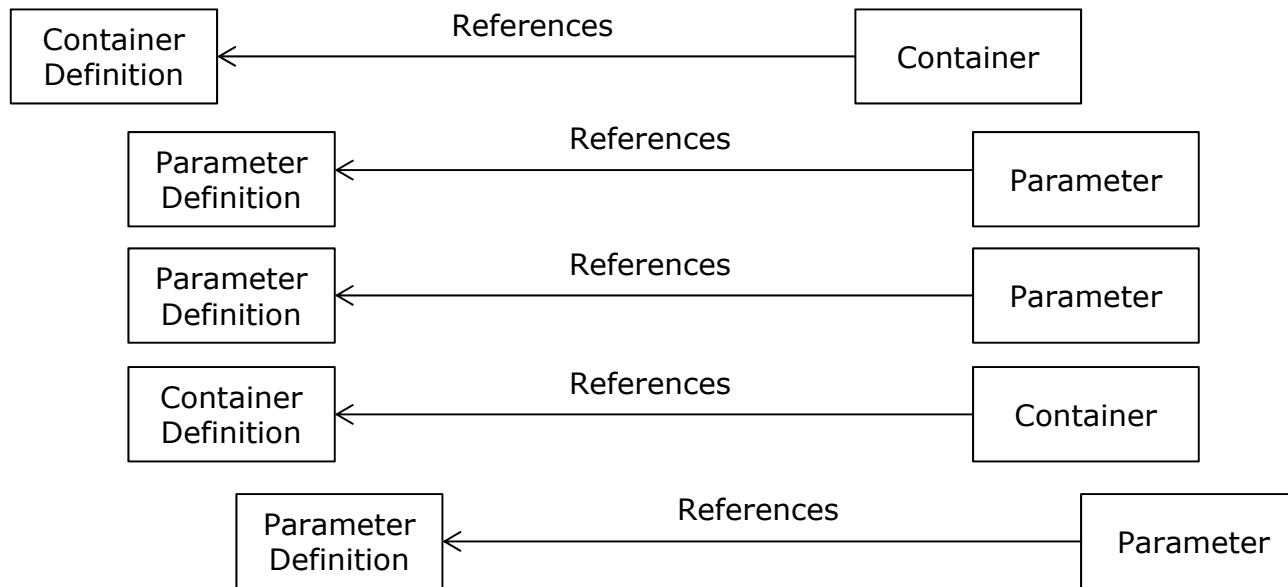 References
Container
Definition
Container
References
Parameter
Definition
Parameter
References
Parameter
Definition
Parameter
References
Container
Definition
Container
References
Parameter
Definition
Parameter